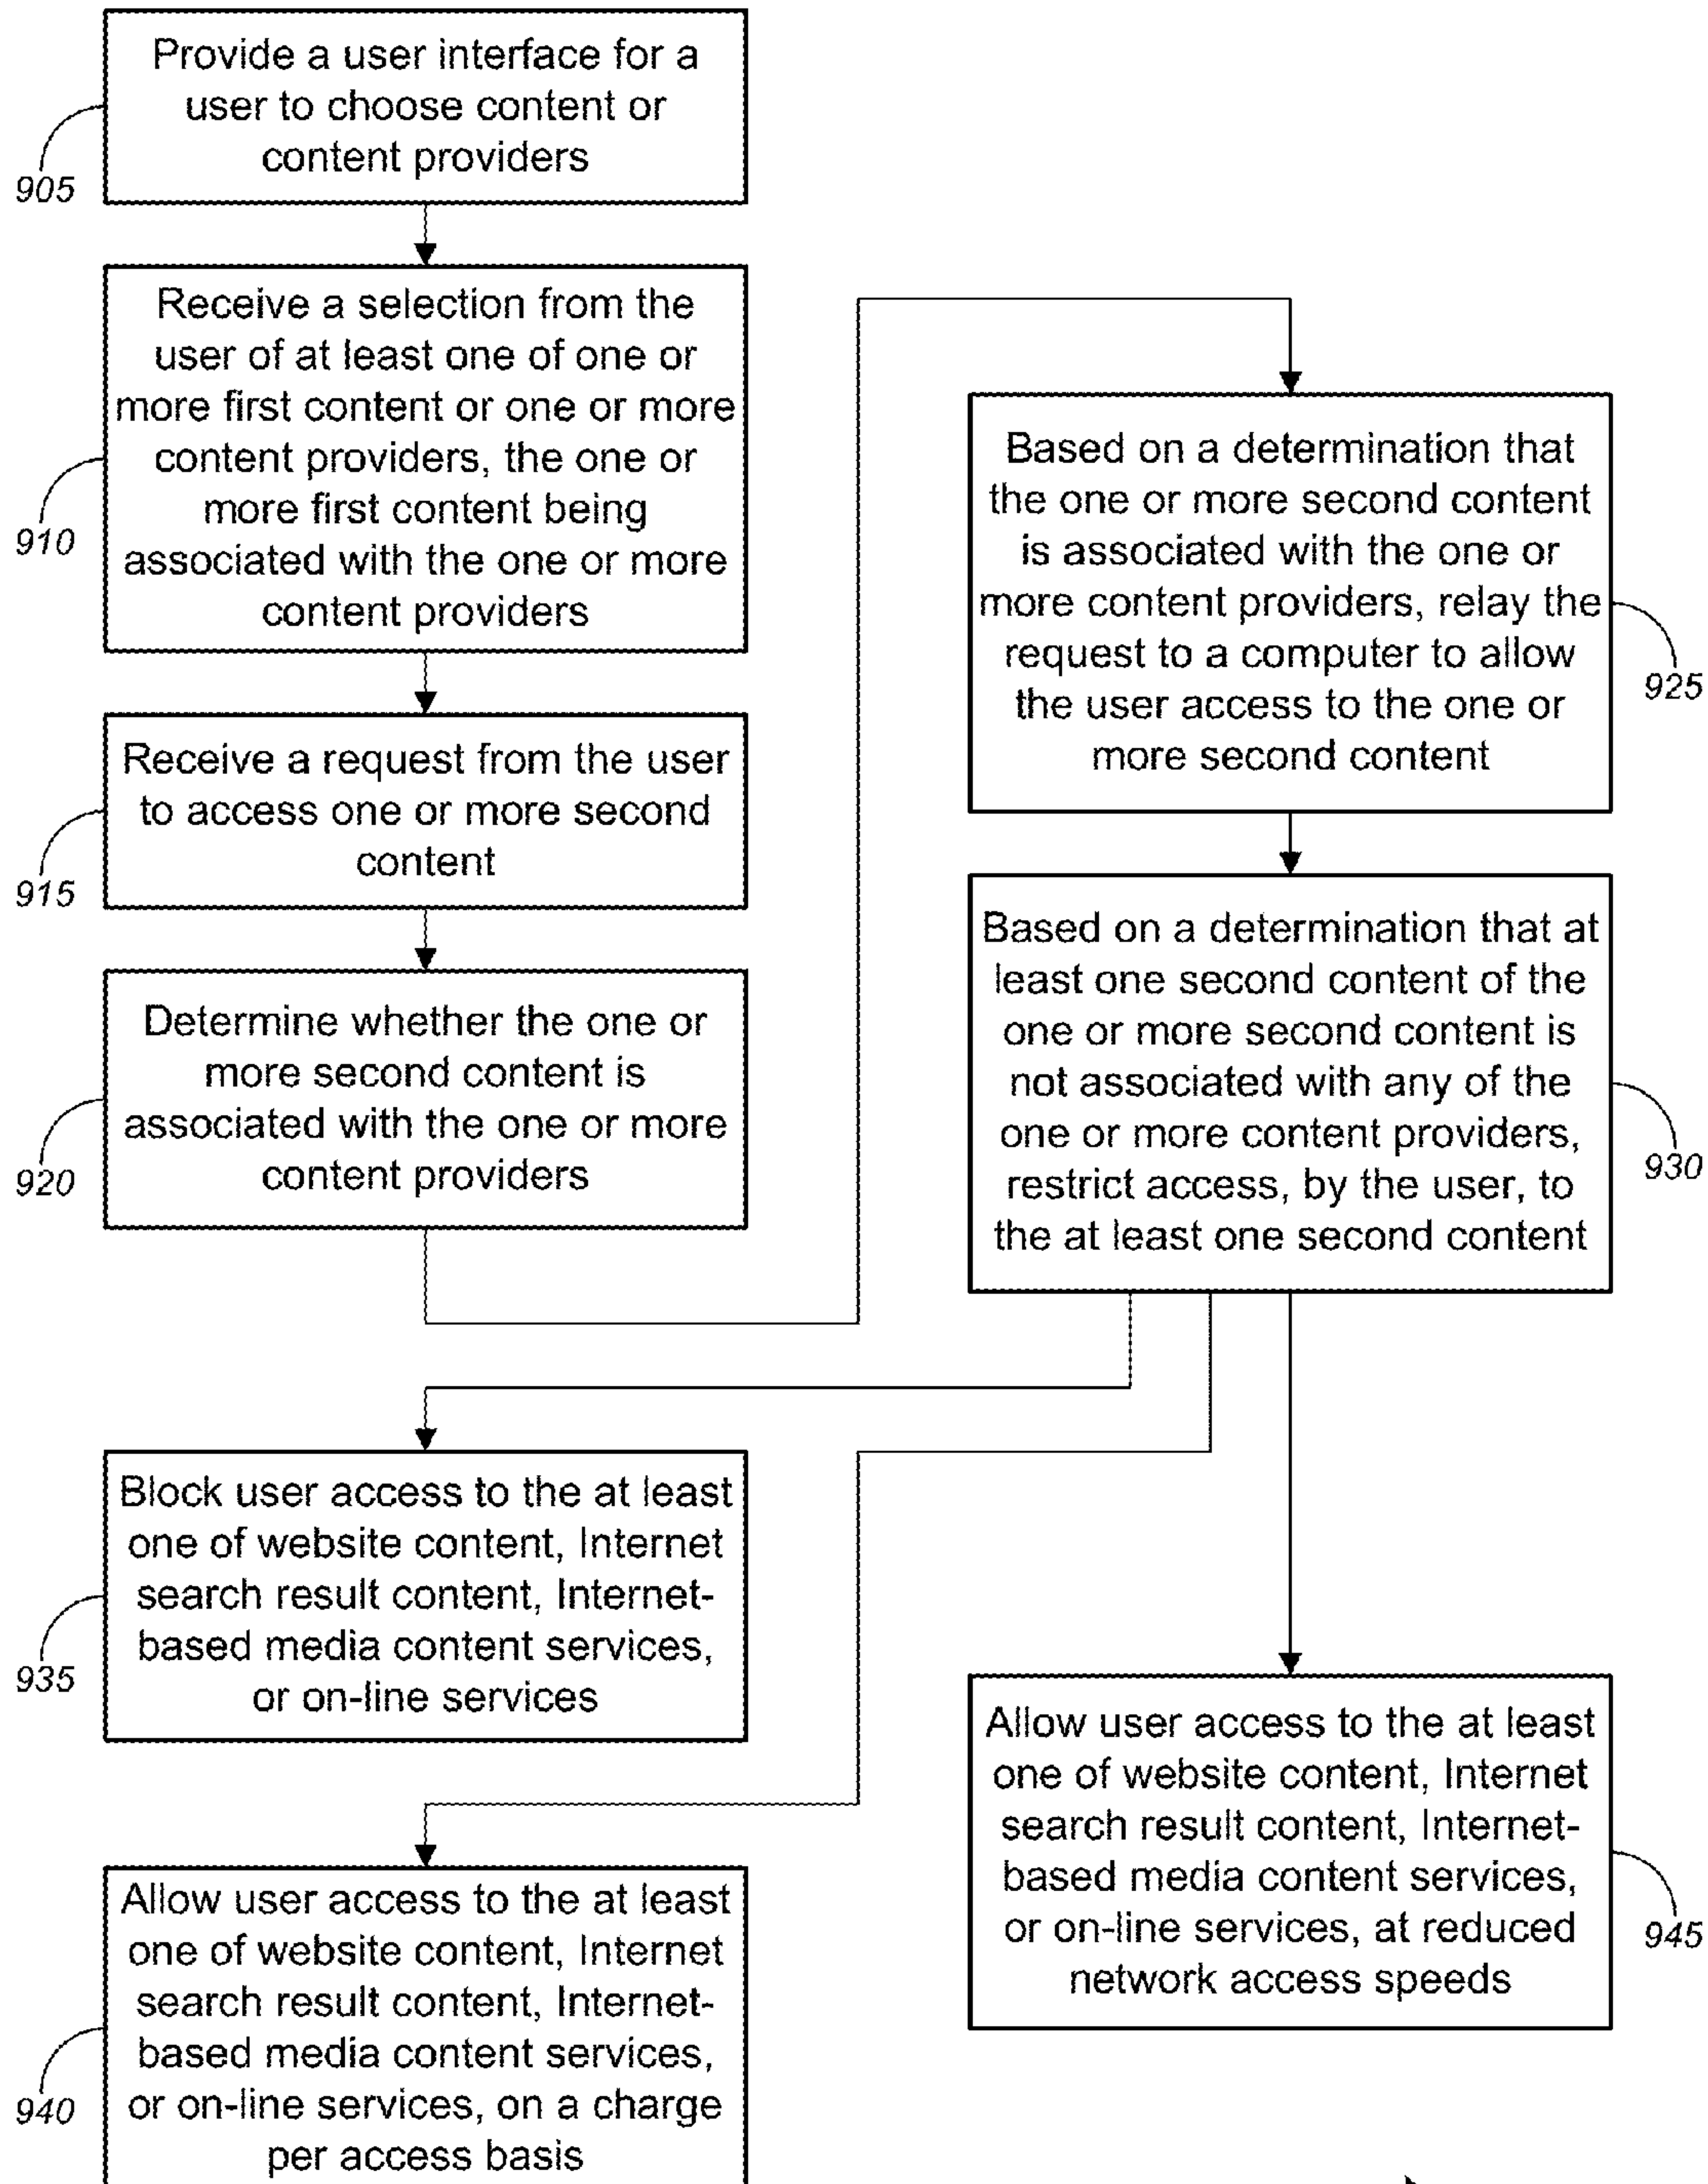 Provide a user interface for a
user to choose content or
content providers
905
Receive a selection from the
user of at least one of one or
more first content or one or more
content providers, the one or
more first content being
associated with the one or more
content providers
910
Receive a request from the user
to access one or more second
content
915
Determine whether the one or
more second content is
associated with the one or more
content providers
920
Based on a determination that
the one or more second content
is associated with the one or
more content providers, relay the
request to a computer to allow
the user access to the one or
more second content
925
Based on a determination that at
least one second content of the
one or more second content is
not associated with any of the
one or more content providers,
restrict access, by the user, to
the at least one second content
930
Block user access to the at least
one of website content, Internet
search result content, Internet-
based media content services,
or on-line services
935
Allow user access to the at least
one of website content, Internet
search result content, Internet-
based media content services,
or on-line services, on a charge
per access basis
940
Allow user access to the at least
one of website content, Internet
search result content, Internet-
based media content services,
or on-line services, at reduced
network access speeds
945